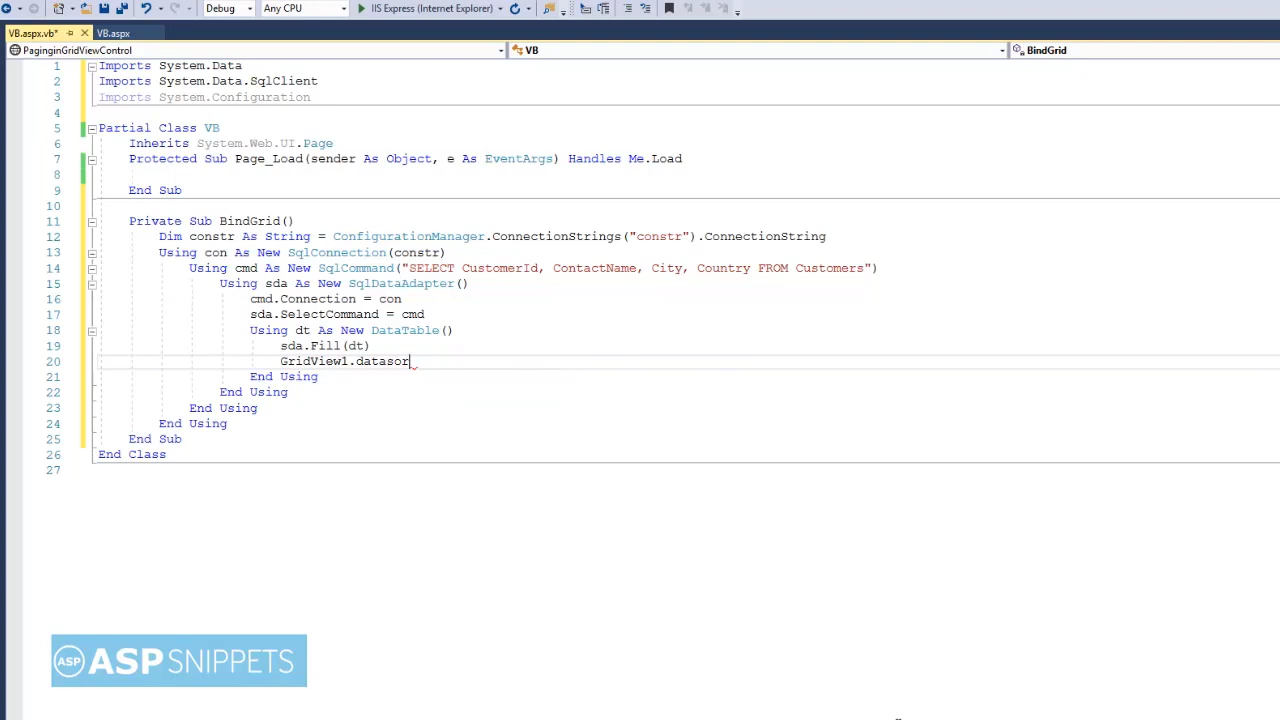 Debug Any CPU IIS Express (Internet Explorer)
VB.aspx.vb* VB.aspx
PaginginGridViewControl VB BindGrid
1 Imports System.Data
2 Imports System.Data.SqlClient
3 Imports System.Configuration
4
5 Partial Class VB
6 Inherits System.Web.UI.Page
7 Protected Sub Page_Load(sender As Object, e As EventArgs) Handles Me.Load
8
9 End Sub
10
11 Private Sub BindGrid()
12 Dim constr As String = ConfigurationManager.ConnectionStrings("constr").ConnectionString
13 Using con As New SqlConnection(constr)
14 Using cmd As New SqlCommand("SELECT CustomerId, ContactName, City, Country FROM Customers")
15 Using sda As New SqlDataAdapter()
16 cmd.Connection = con
17 sda.SelectCommand = cmd
18 Using dt As New DataTable()
19 sda.Fill(dt)
20 GridView1.datasor
21 End Using
22 End Using
23 End Using
24 End Using
25 End Sub
26 End Class
27
ASP ASPSNIPPETS